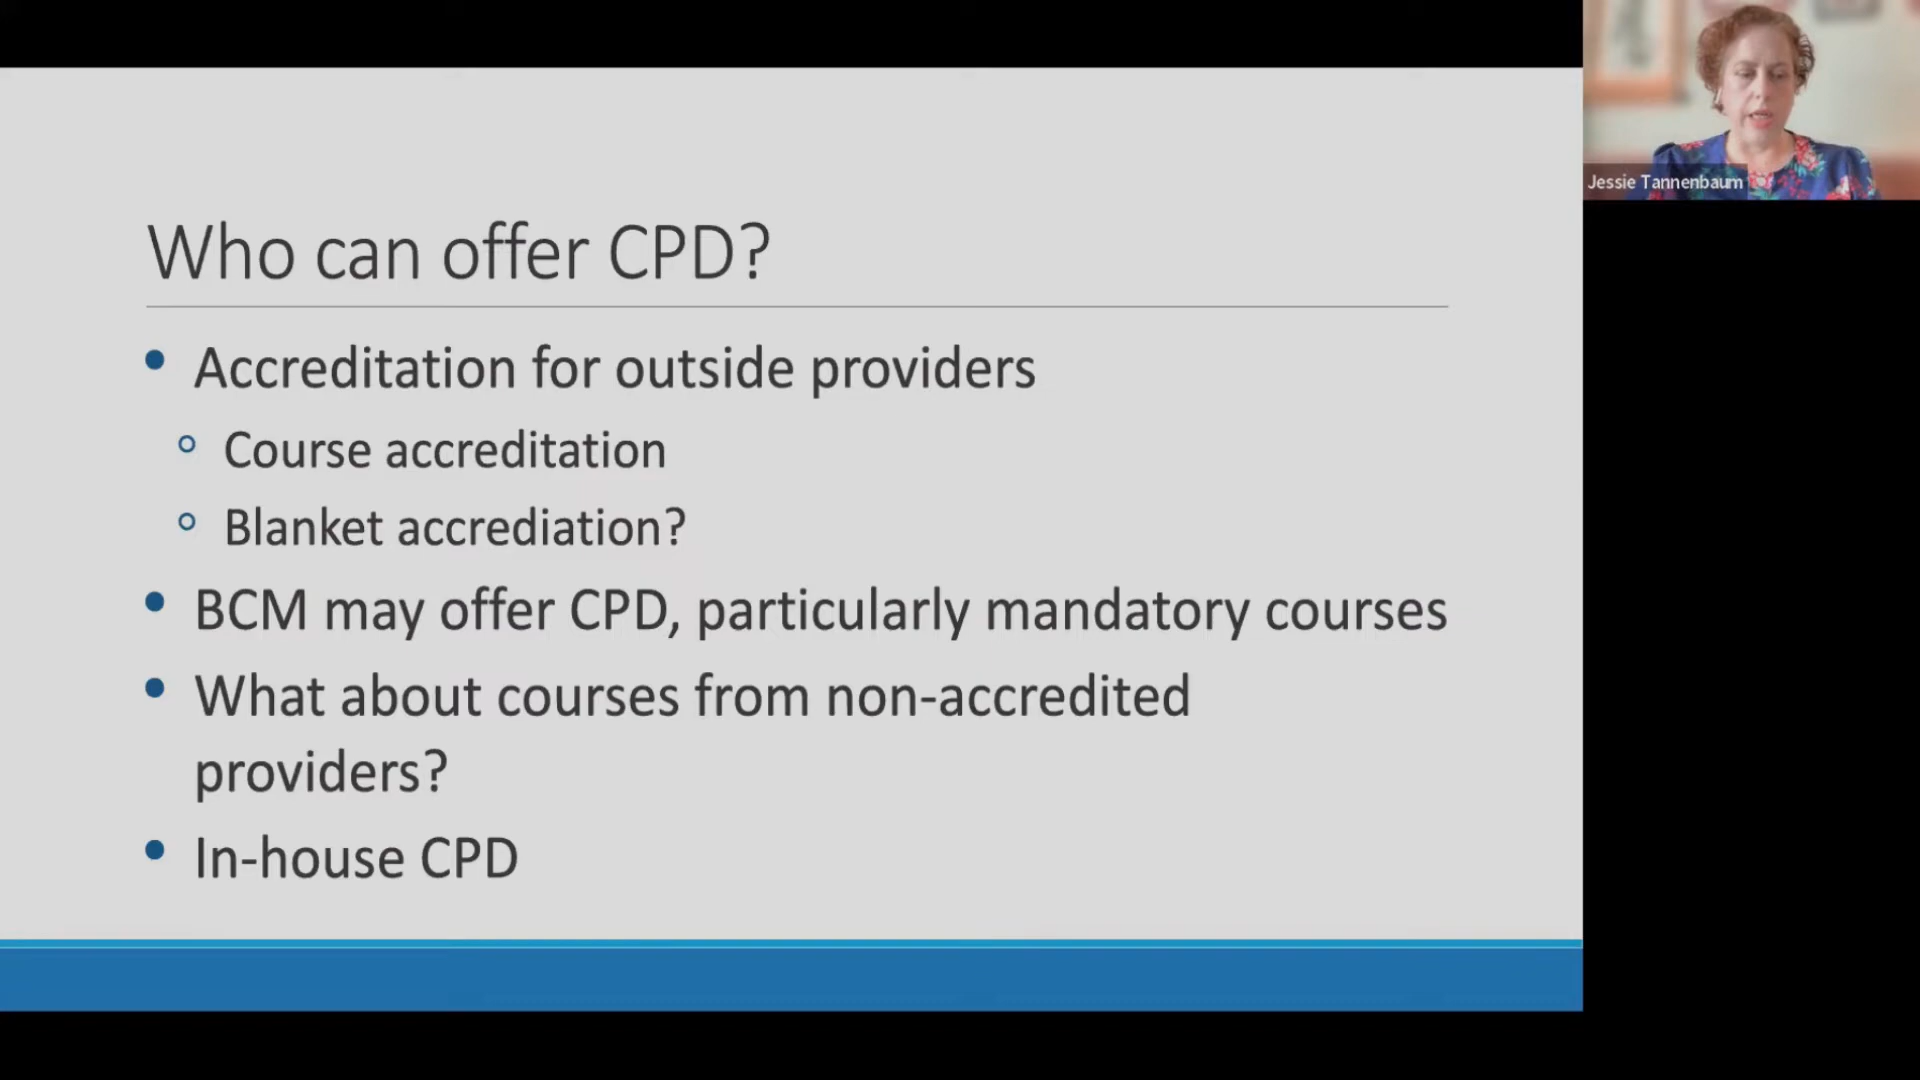 Who can offer CPD?
Accreditation for outside providers
Course accreditation
Blanket accrediation?
BCM may offer CPD, particularly mandatory courses
What about courses from non-accredited
providers?
In-house CPD
Jessie Tannenbaum